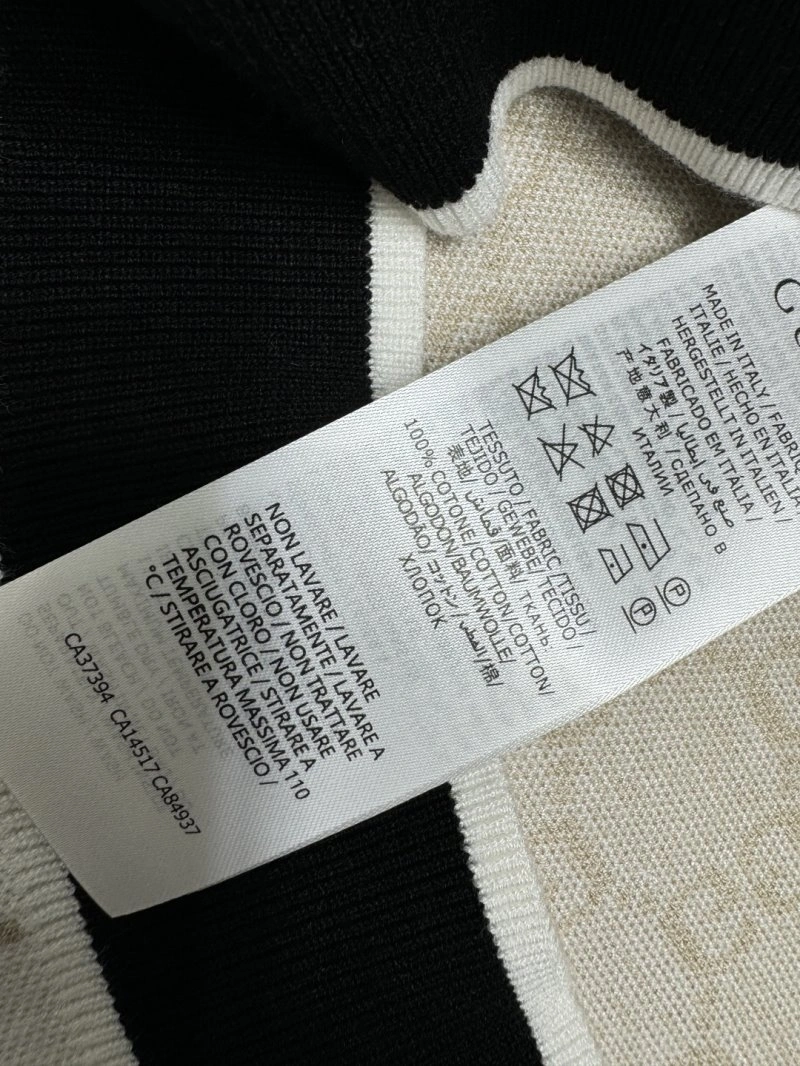 MADE IN ITALY / FABRIC
ITALIE / HECHO EN ITALIA
HERGESTELLT IN ITALIEN /
FABRICADO EM ITALIA /
イタリア製 / صنع في إيطاليا / СДЕЛАНО В
产地意大利 / ИТАЛИИ
P
P
TESSUTO / FABRIC / TISSU /
TEJIDO / GEWEBE / TECIDO /
表地 / قماش / 面料 / ТКАНЬ
100% COTONE/COTTON/COTON/
ALGODON/BAUMWOLLE/
ALGODÃO/ コットン / القطن / 棉/
ХЛОПОК
NON LAVARE / LAVARE
SEPARATAMENTE / LAVARE A
ROVESCIO / NON TRATTARE
CON CLORO / NON USARE
ASCIUGATRICE / STIRARE A
TEMPERATURA MASSIMA 110
°C / STIRARE A ROVESCIO /
CA37394 CA14517 CA84937